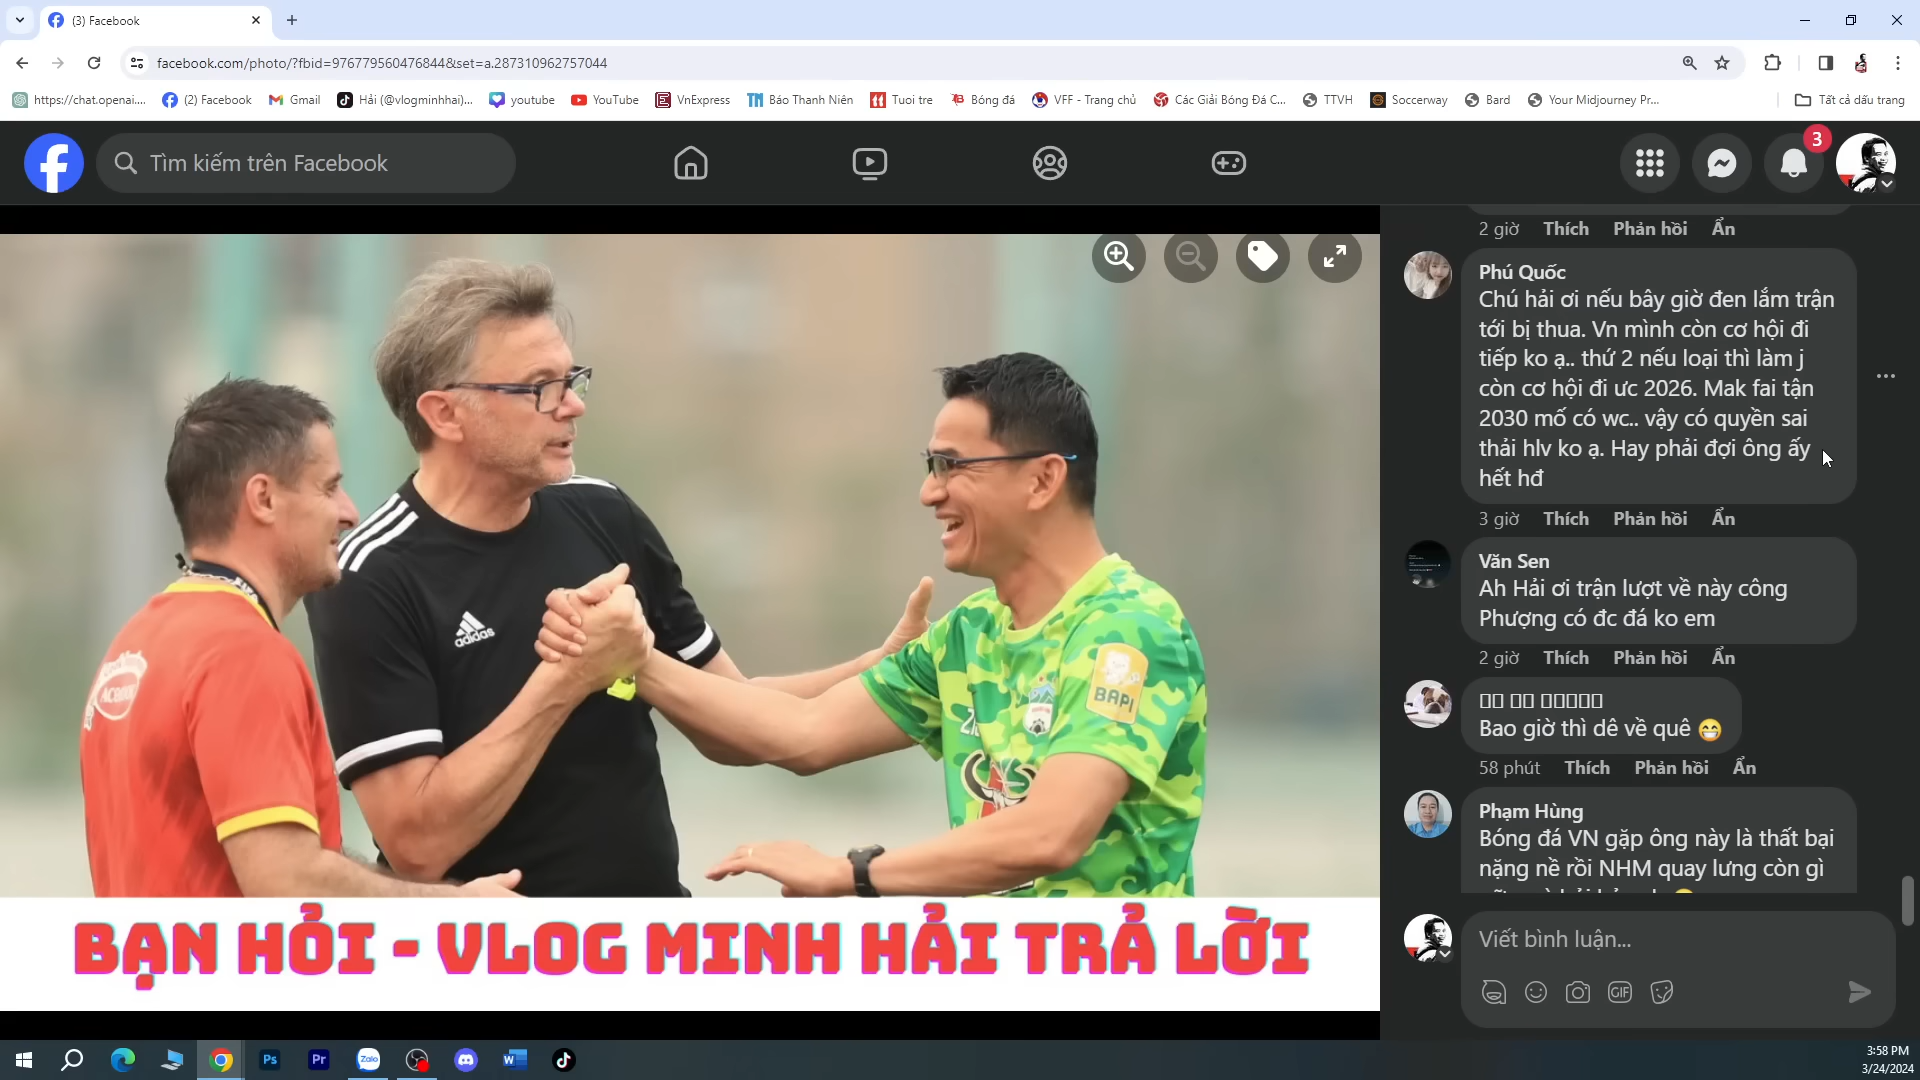 (3) Facebook
facebook.com/photo/?fbid=976779560476844&set=a.287310962757044
https://chat.openai....
(2) Facebook
Gmail
Hải (@vlogminhhai)...
youtube
YouTube
VnExpress
Báo Thanh Niên
Tuoi tre
Bóng đá
VFF - Trang chủ
Các Giải Bóng Đá C...
TTVH
Soccerway
Bard
Your Midjourney Pr...
Tất cả dấu trang
Tìm kiếm trên Facebook
3
2 giờ Thích Phản hồi Ẩn
Phú Quốc
Chú hải ơi nếu bây giờ đen lắm trận
tới bị thua. Vn mình còn cơ hội đi
tiếp ko ạ.. thứ 2 nếu loại thì làm j
còn cơ hội đi ưc 2026. Mak fai tận
2030 mố có wc.. vậy có quyền sai
thải hlv ko ạ. Hay phải đợi ông ấy
hết hđ
3 giờ Thích Phản hồi Ẩn
Văn Sen
Ah Hải ơi trận lượt về này công
Phượng có đc đá ko em
2 giờ Thích Phản hồi Ẩn
Bao giờ thì dê về quê 😁
58 phút Thích Phản hồi Ẩn
Phạm Hùng
Bóng đá VN gặp ông này là thất bại
nặng nề rồi NHM quay lưng còn gì
Viết bình luận...
GIF
adidas
BAPI
BẠN HỎI - VLOG MINH HẢI TRẢ LỜI
Ps
Pr
Zalo
3:58 PM
3/24/2024